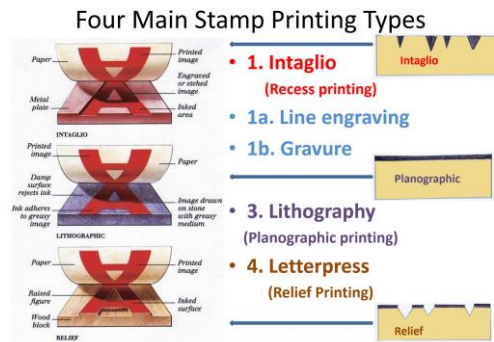 Four Main Stamp Printing Types
Paper
Printed
image
Engraved
or etched
image
Metal
plate
Inked
area
INTAGLIO
Printed
image
Paper
Damp
surface
rejects ink
Ink adheres
to greasy
image
Image drawn
on stone
with greasy
medium
LITHOGRAPHIC
Paper
Printed
image
Raised
figure
Inked
surface
Wood
block
RELIEF
• 1. Intaglio
(Recess printing)
• 1a. Line engraving
• 1b. Gravure
• 3. Lithography
(Planographic printing)
• 4. Letterpress
(Relief Printing)
Intaglio
Planographic
Relief